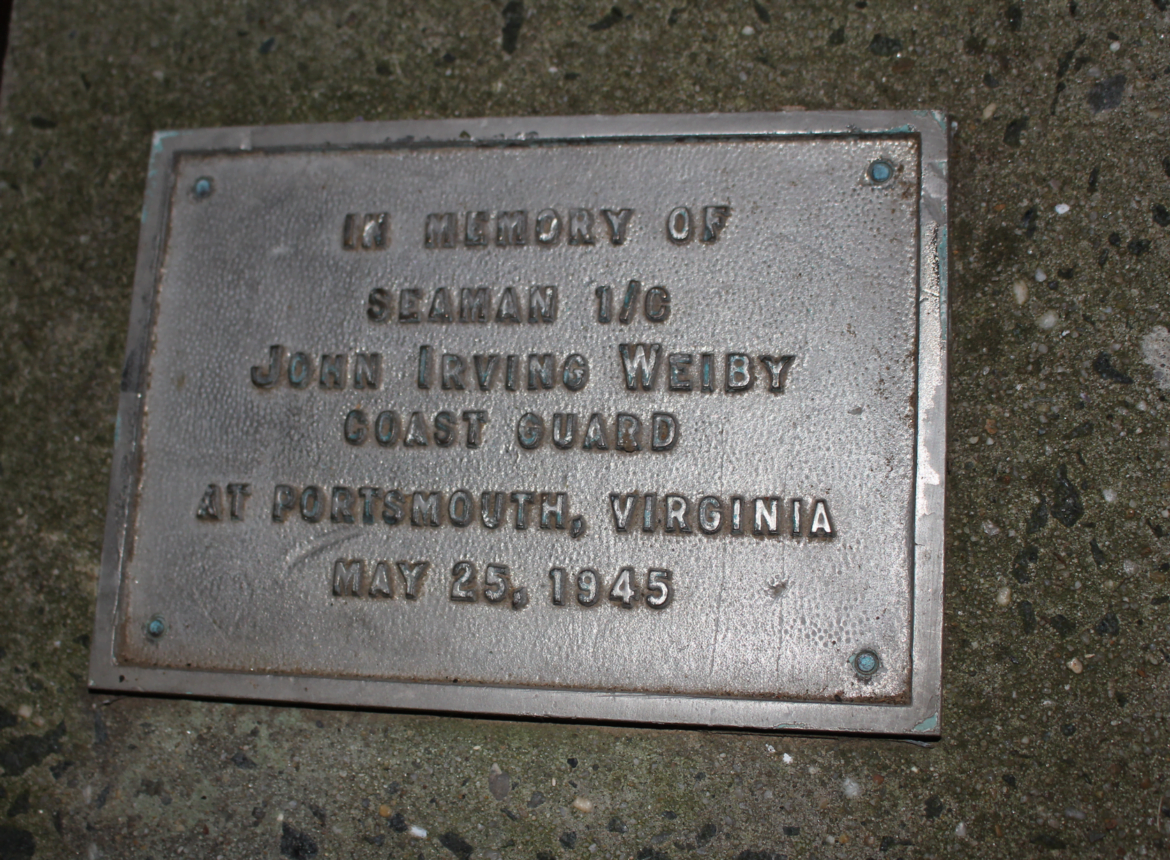 IN MEMORY OF
SEAMAN 1/C
JOHN IRVING WEIBY
COAST GUARD
AT PORTSMOUTH, VIRGINIA
MAY 25, 1945